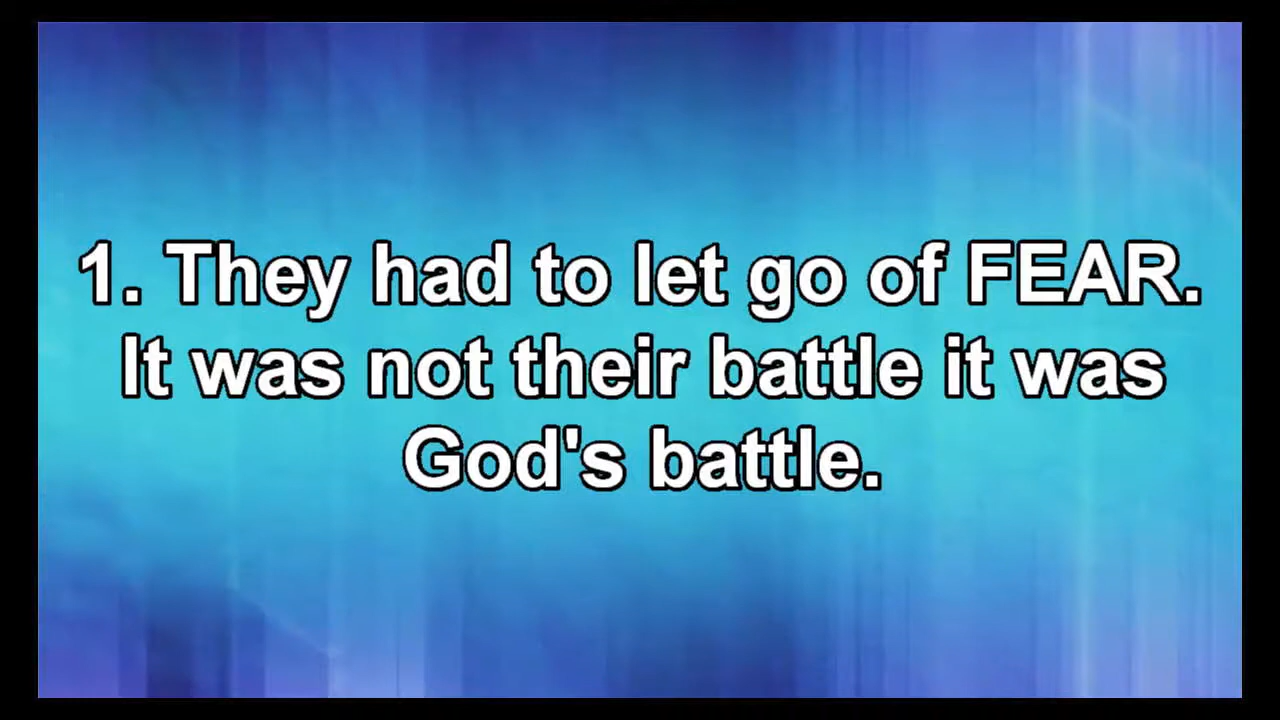 1. They had to let go of FEAR.
It was not their battle it was
God's battle.